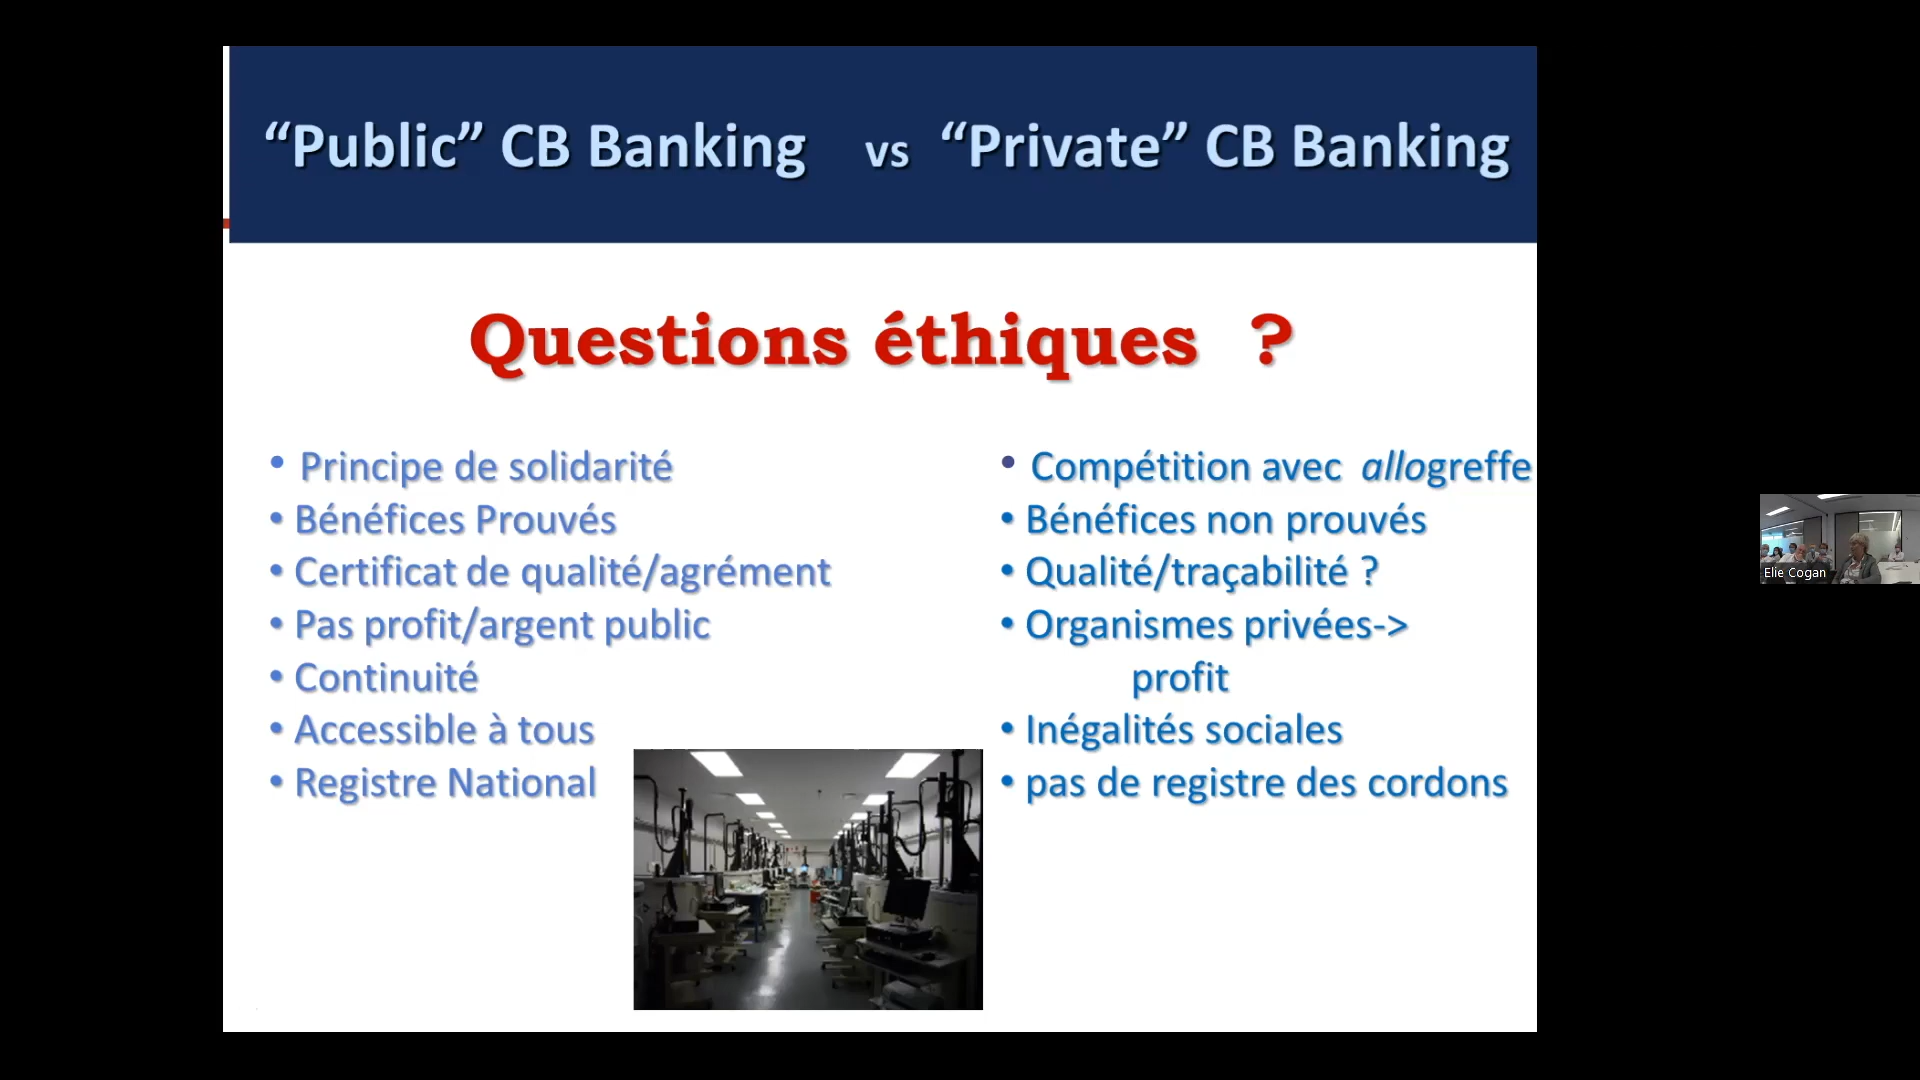 “Public” CB Banking vs “Private” CB Banking
Questions éthiques ?
• Principe de solidarité
• Bénéfices Prouvés
• Certificat de qualité/agrément
• Pas profit/argent public
• Continuité
• Accessible à tous
• Registre National
• Compétition avec allogreffe
• Bénéfices non prouvés
• Qualité/traçabilité ?
• Organismes privées->
profit
• Inégalités sociales
• pas de registre des cordons
Elie Cogan